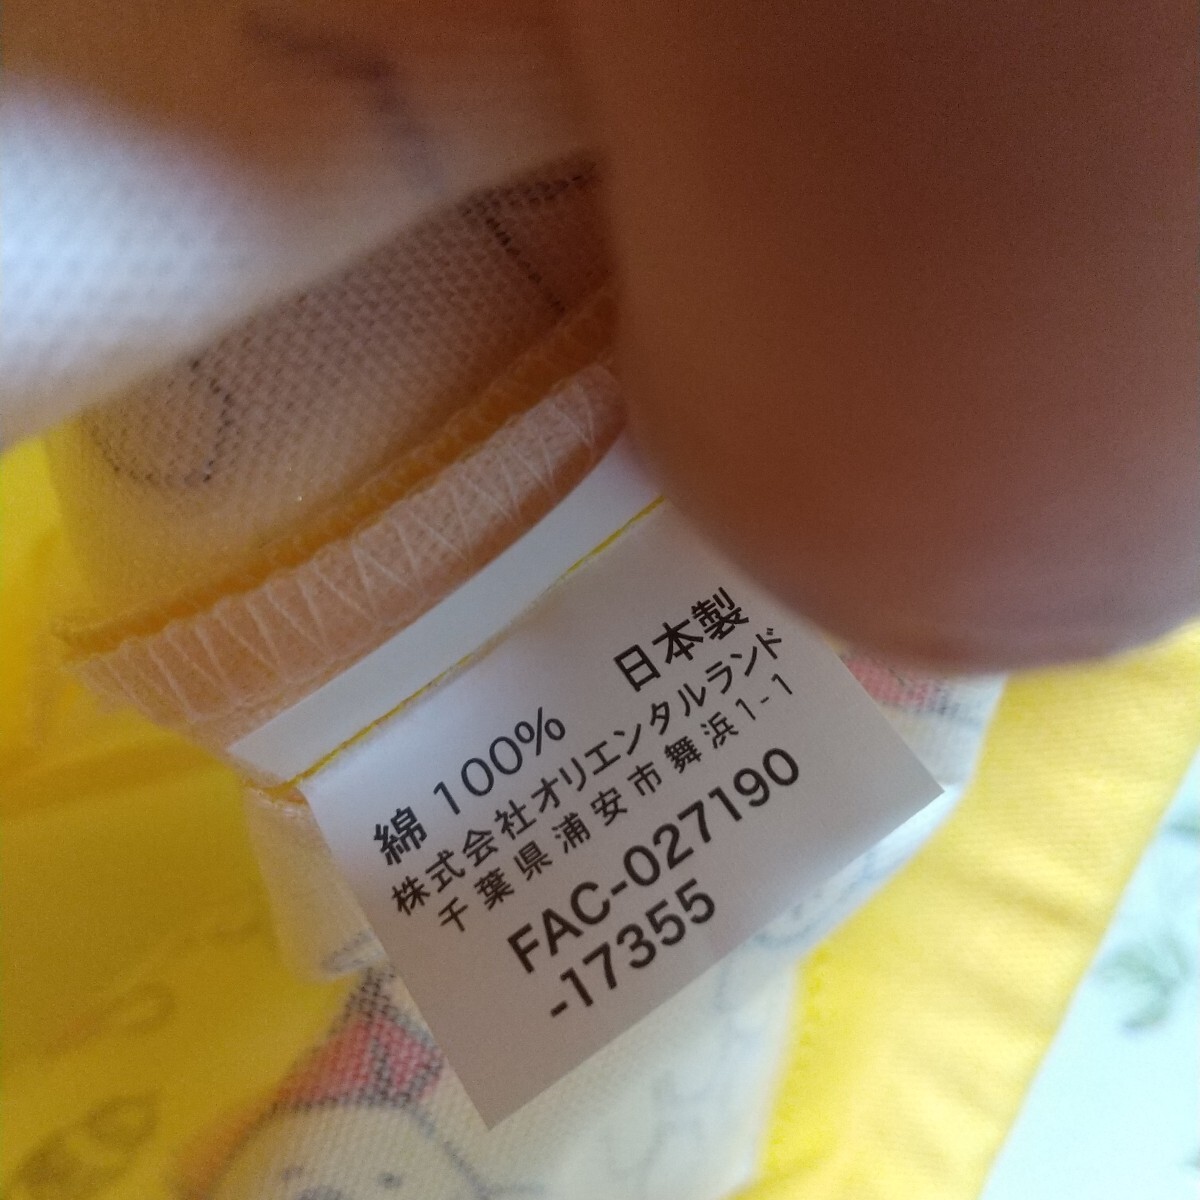 日本製
綿 100%
株式会社オリエンタルランド
千葉県浦安市舞浜1-1
FAC-027190
-17355